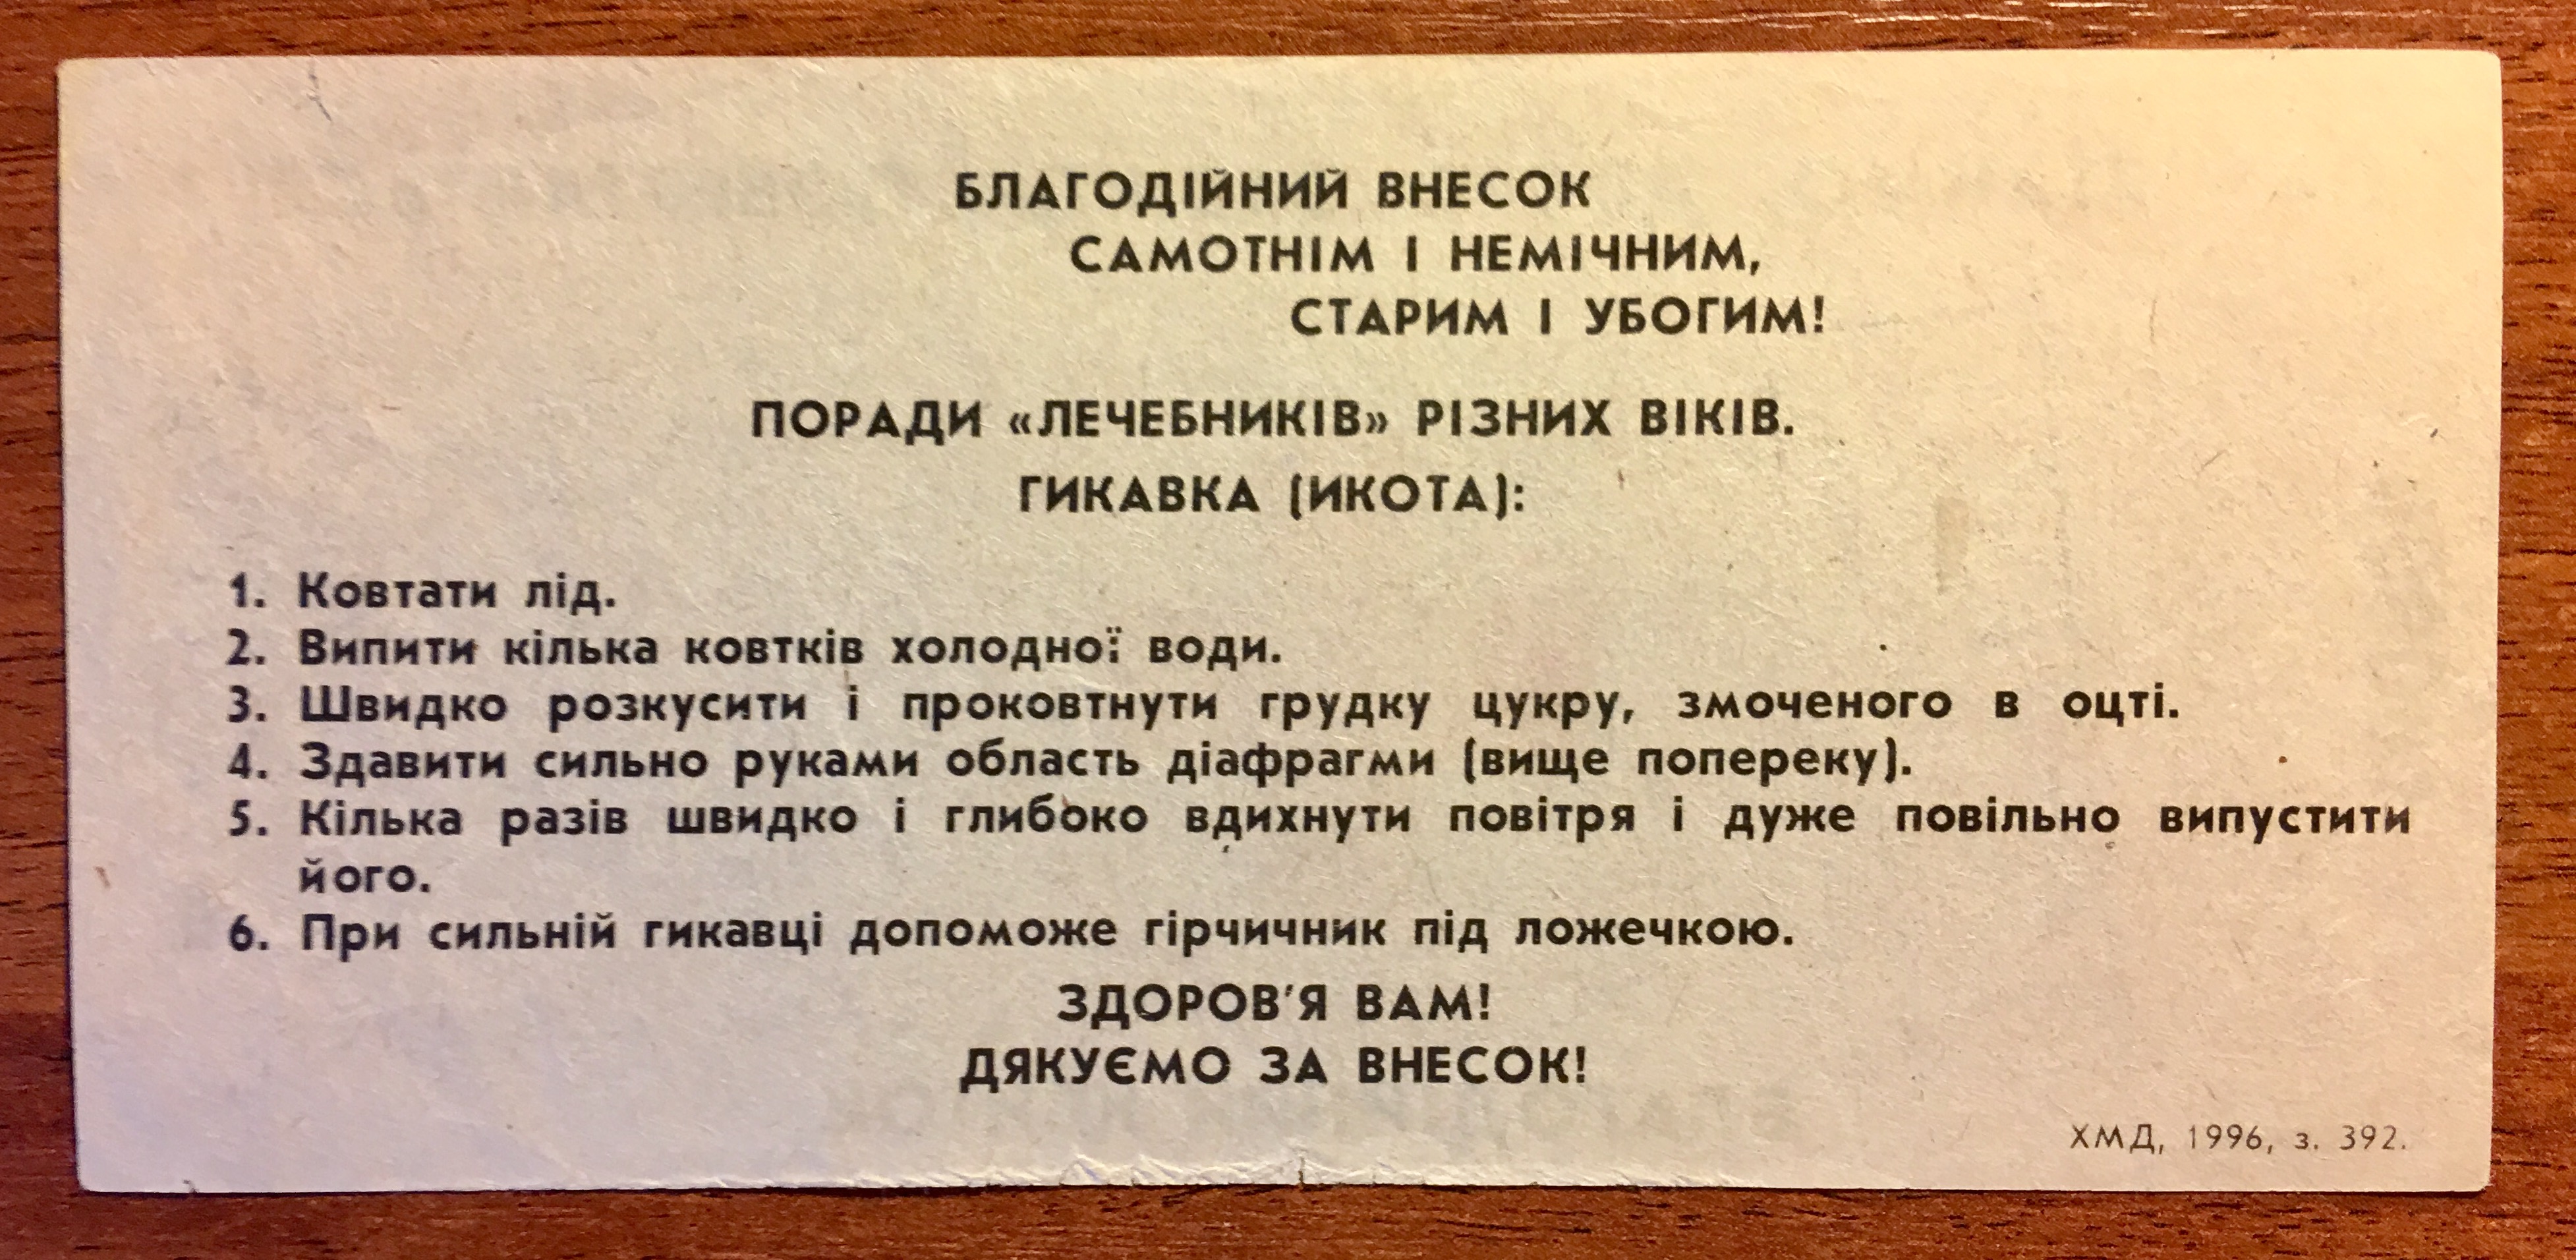 БЛАГОДІЙНИЙ ВНЕСОК
САМОТНІМ І НЕМІЧНИМ,
СТАРИМ І УБОГИМ!
ПОРАДИ «ЛЕЧЕБНИКІВ» РІЗНИХ ВІКІВ.
ГИКАВКА (ИКОТА):
1. Ковтати лід.
2. Випити кілька ковтків холодної води.
3. Швидко розкусити і проковтнути грудку цукру, змоченого в оцті.
4. Здавити сильно руками область діафрагми (вище попереку).
5. Кілька разів швидко і глибоко вдихнути повітря і дуже повільно випустити
його.
6. При сильній гикавці допоможе гірчичник під ложечкою.
ЗДОРОВ'Я ВАМ!
ДЯКУЄМО ЗА ВНЕСОК!
ХМД, 1996, з. 392.